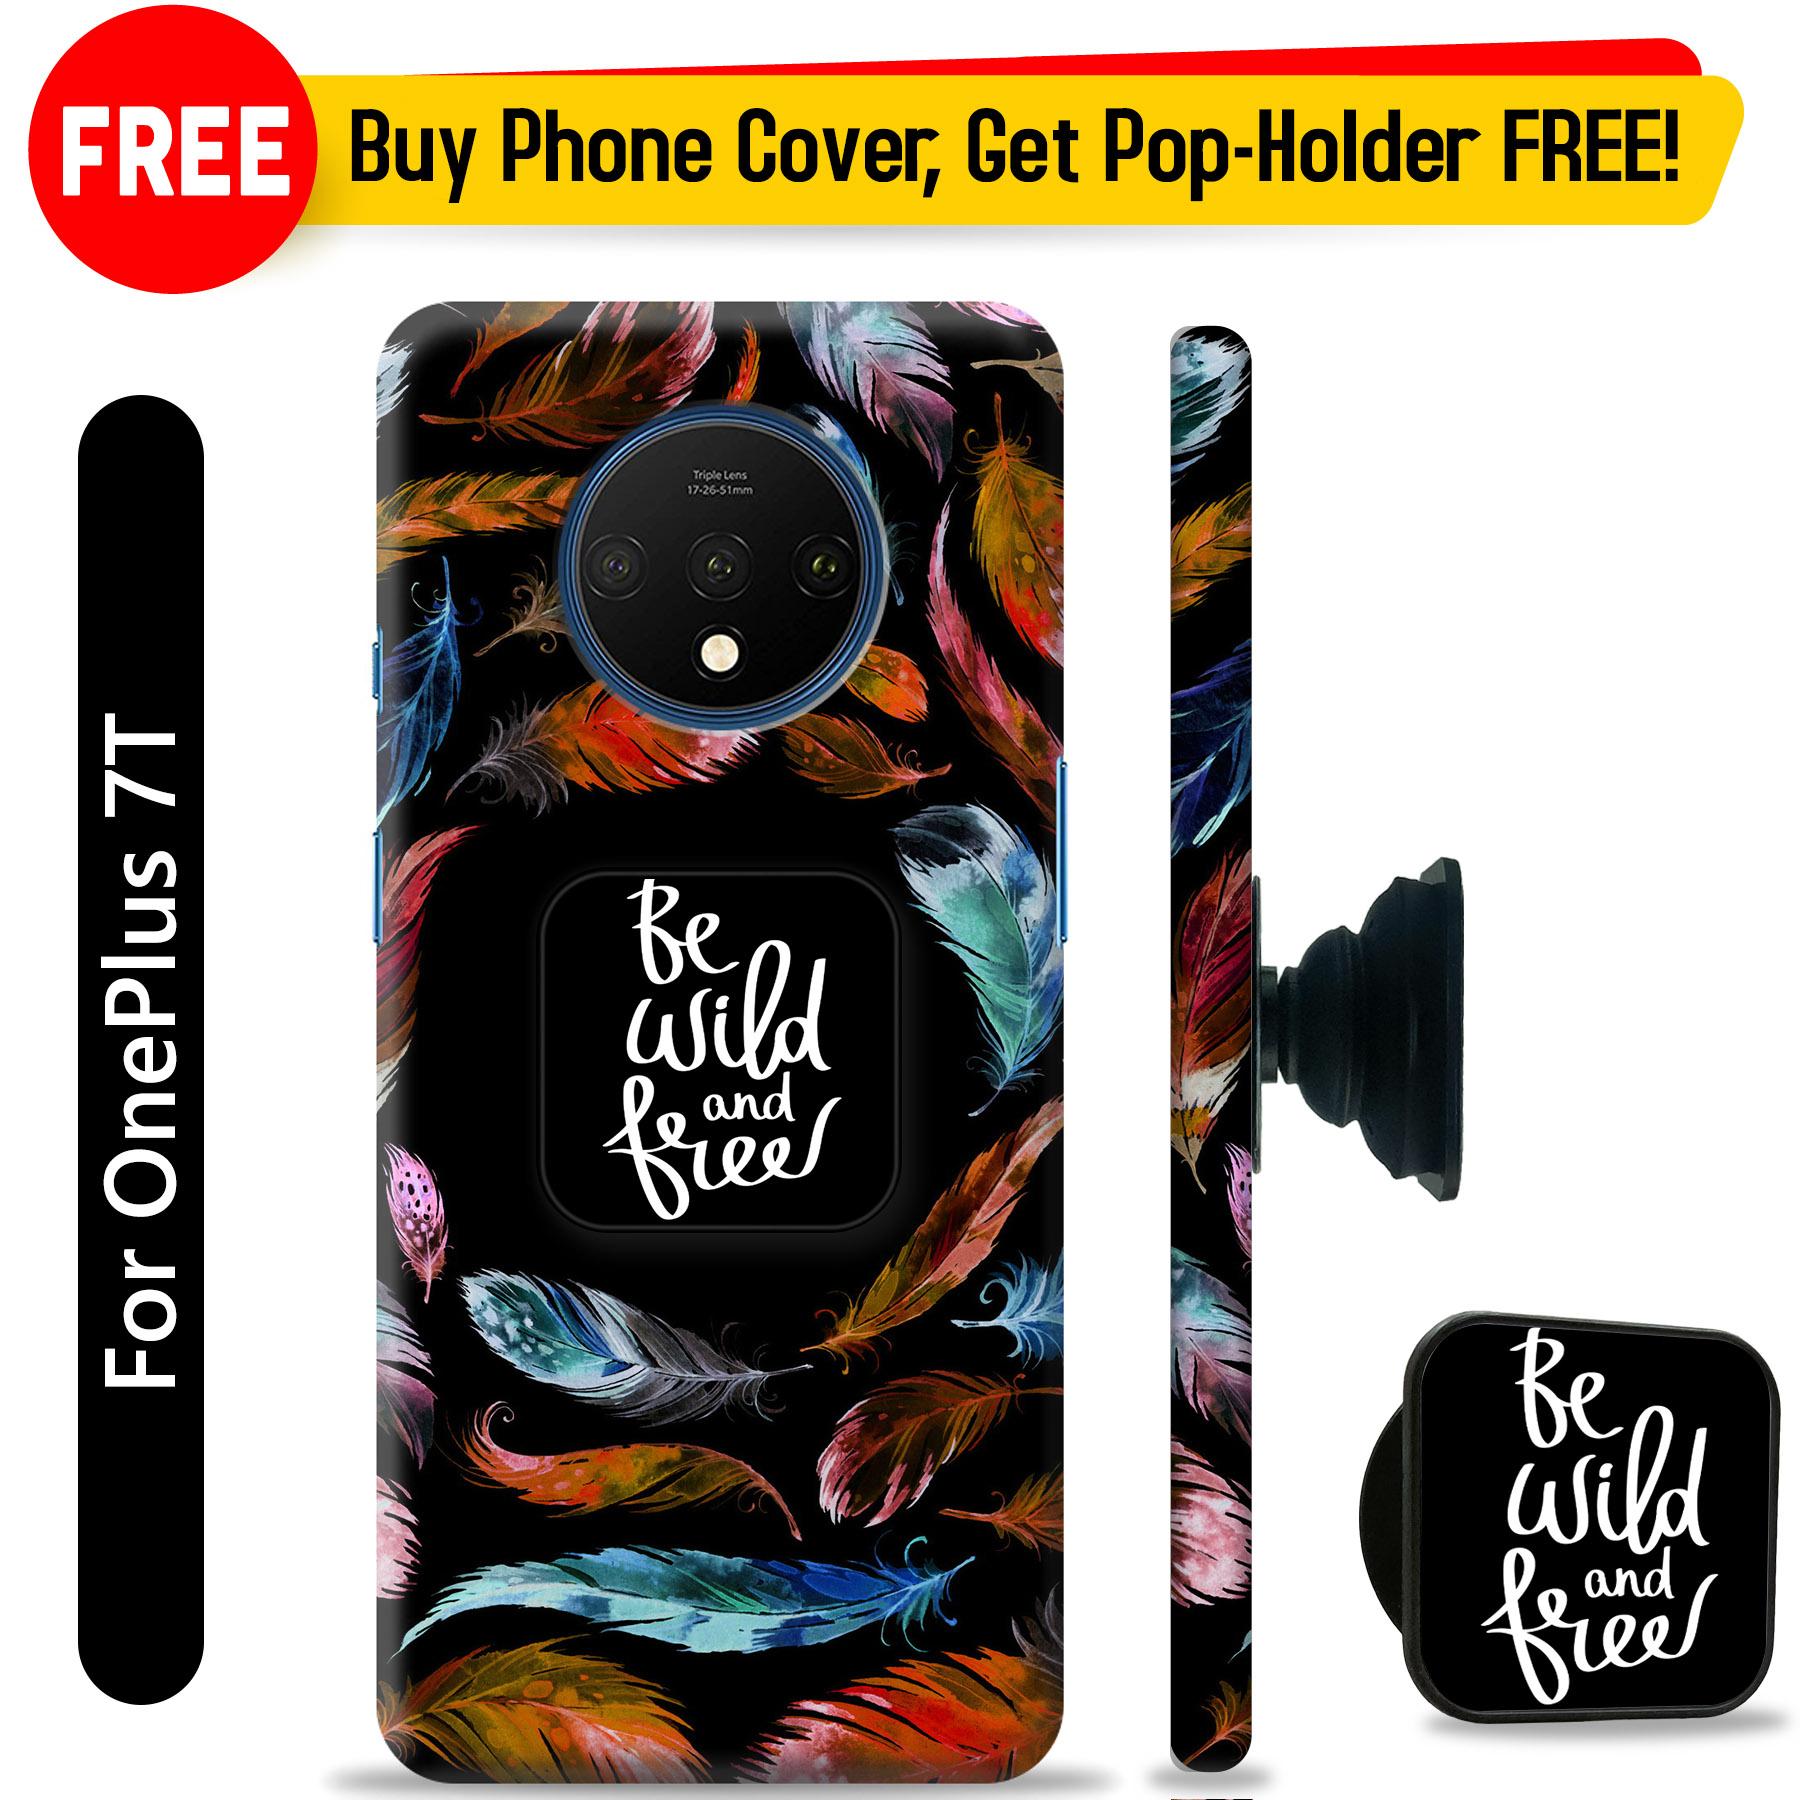 FREE
Buy Phone Cover, Get Pop-Holder FREE!
For OnePlus 7T
Triple Lens
17-26-51mm
Be
wild
and
free
Be
wild
and
free